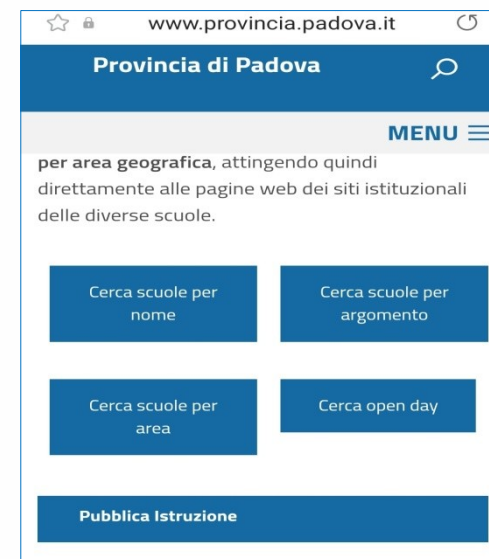 www.provincia.padova.it
Provincia di Padova
MENU
per area geografica, attingendo quindi
direttamente alle pagine web dei siti istituzionali
delle diverse scuole.
Cerca scuole per
nome
Cerca scuole per
argomento
Cerca scuole per
area
Cerca open day
Pubblica Istruzione